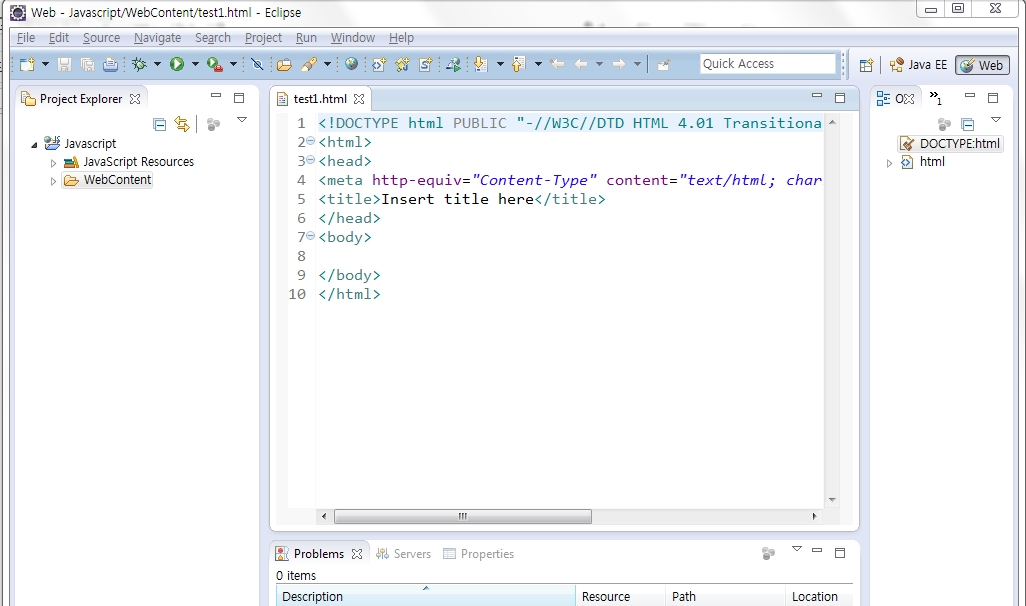 Web - Javascript/WebContent/test1.html - Eclipse
File Edit Source Navigate Search Project Run Window Help
Quick Access
Java EE
Web
Project Explorer
Javascript
JavaScript Resources
WebContent
test1.html
1 <!DOCTYPE html PUBLIC "-//W3C//DTD HTML 4.01 Transitiona
2 <html>
3 <head>
4 <meta http-equiv="Content-Type" content="text/html; char
5 <title>Insert title here</title>
6 </head>
7 <body>
8
9 </body>
10 </html>
O
»1
DOCTYPE:html
html
Problems Servers Properties
0 items
Description Resource Path Location